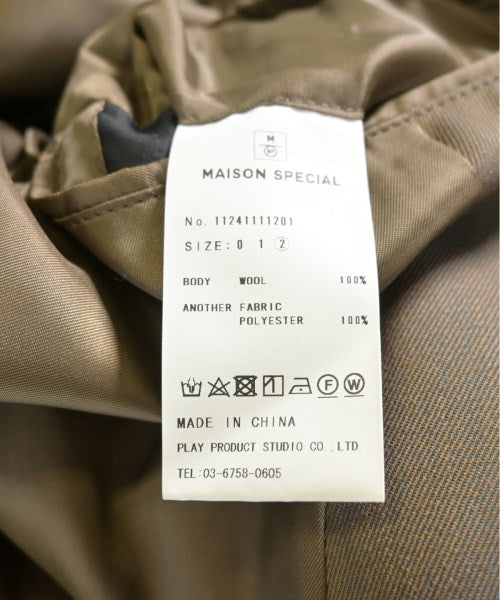 M
SP
MAISON SPECIAL
No. 11241111201
SIZE: 0 1 2
BODY WOOL 100%
ANOTHER FABRIC
POLYESTER 100%
F W
MADE IN CHINA
PLAY PRODUCT STUDIO CO.,LTD.
TEL:03-6758-0605